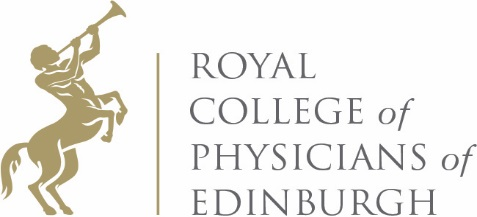 ROYAL
COLLEGE of
PHYSICIANS of
EDINBURGH